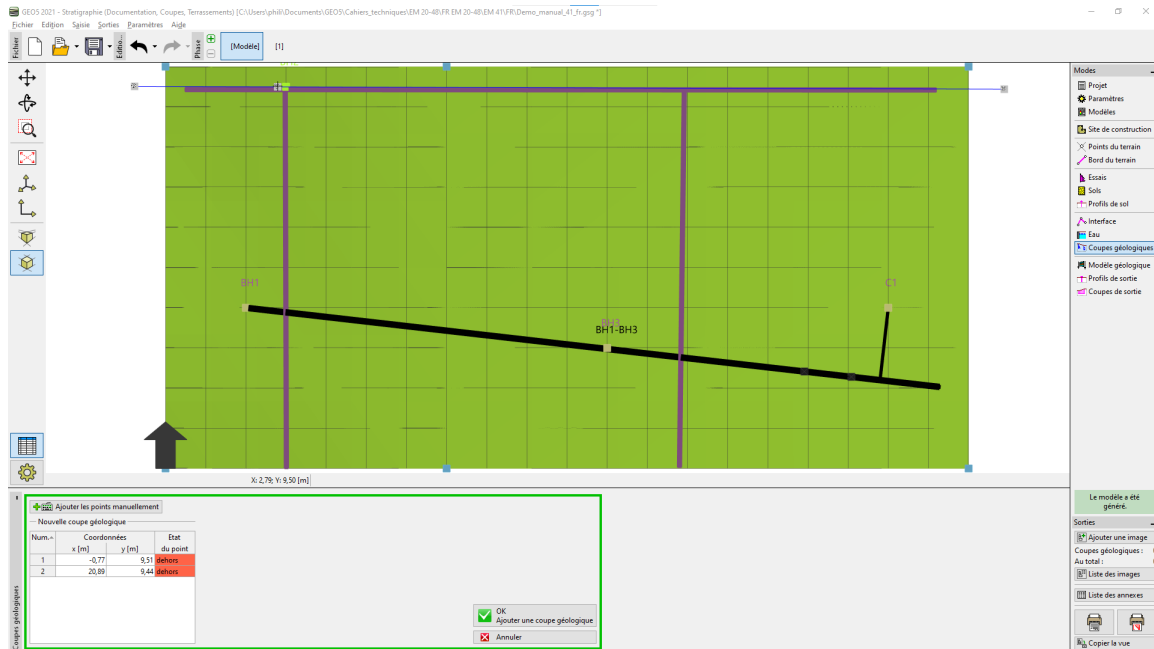 GEO5 2021 - Stratigraphie (Documentation, Coupes, Terrassements) [C:\Users\phili\Documents\GEO5\Cahiers_techniques\EM 20-48\FR EM 20-48\EM 41\FR\Demo_manual_41_fr.gsg *]
Fichier Edition Saisie Sorties Paramètres Aide
Fichier
Editio...
Phase
[Modèle] [1]
BH1
C1
BH3
BH1-BH3
X: 2,79; Y: 9,50 [m]
Modes
Projet
Paramètres
Modèles
Site de construction
Points du terrain
Bord du terrain
Essais
Sols
Profils de sol
Interface
Eau
Coupes géologiques
Modèle géologique
Profils de sortie
Coupes de sortie
Coupes géologiques
Ajouter les points manuellement
Nouvelle coupe géologique
Num. Coordonnées Etat
x [m] y [m] du point
1 -0,77 9,51 dehors
2 20,89 9,44 dehors
OK
Ajouter une coupe géologique
Annuler
Le modèle a été
généré.
Sorties
Ajouter une image
Coupes géologiques :
Au total :
Liste des images
Liste des annexes
Copier la vue